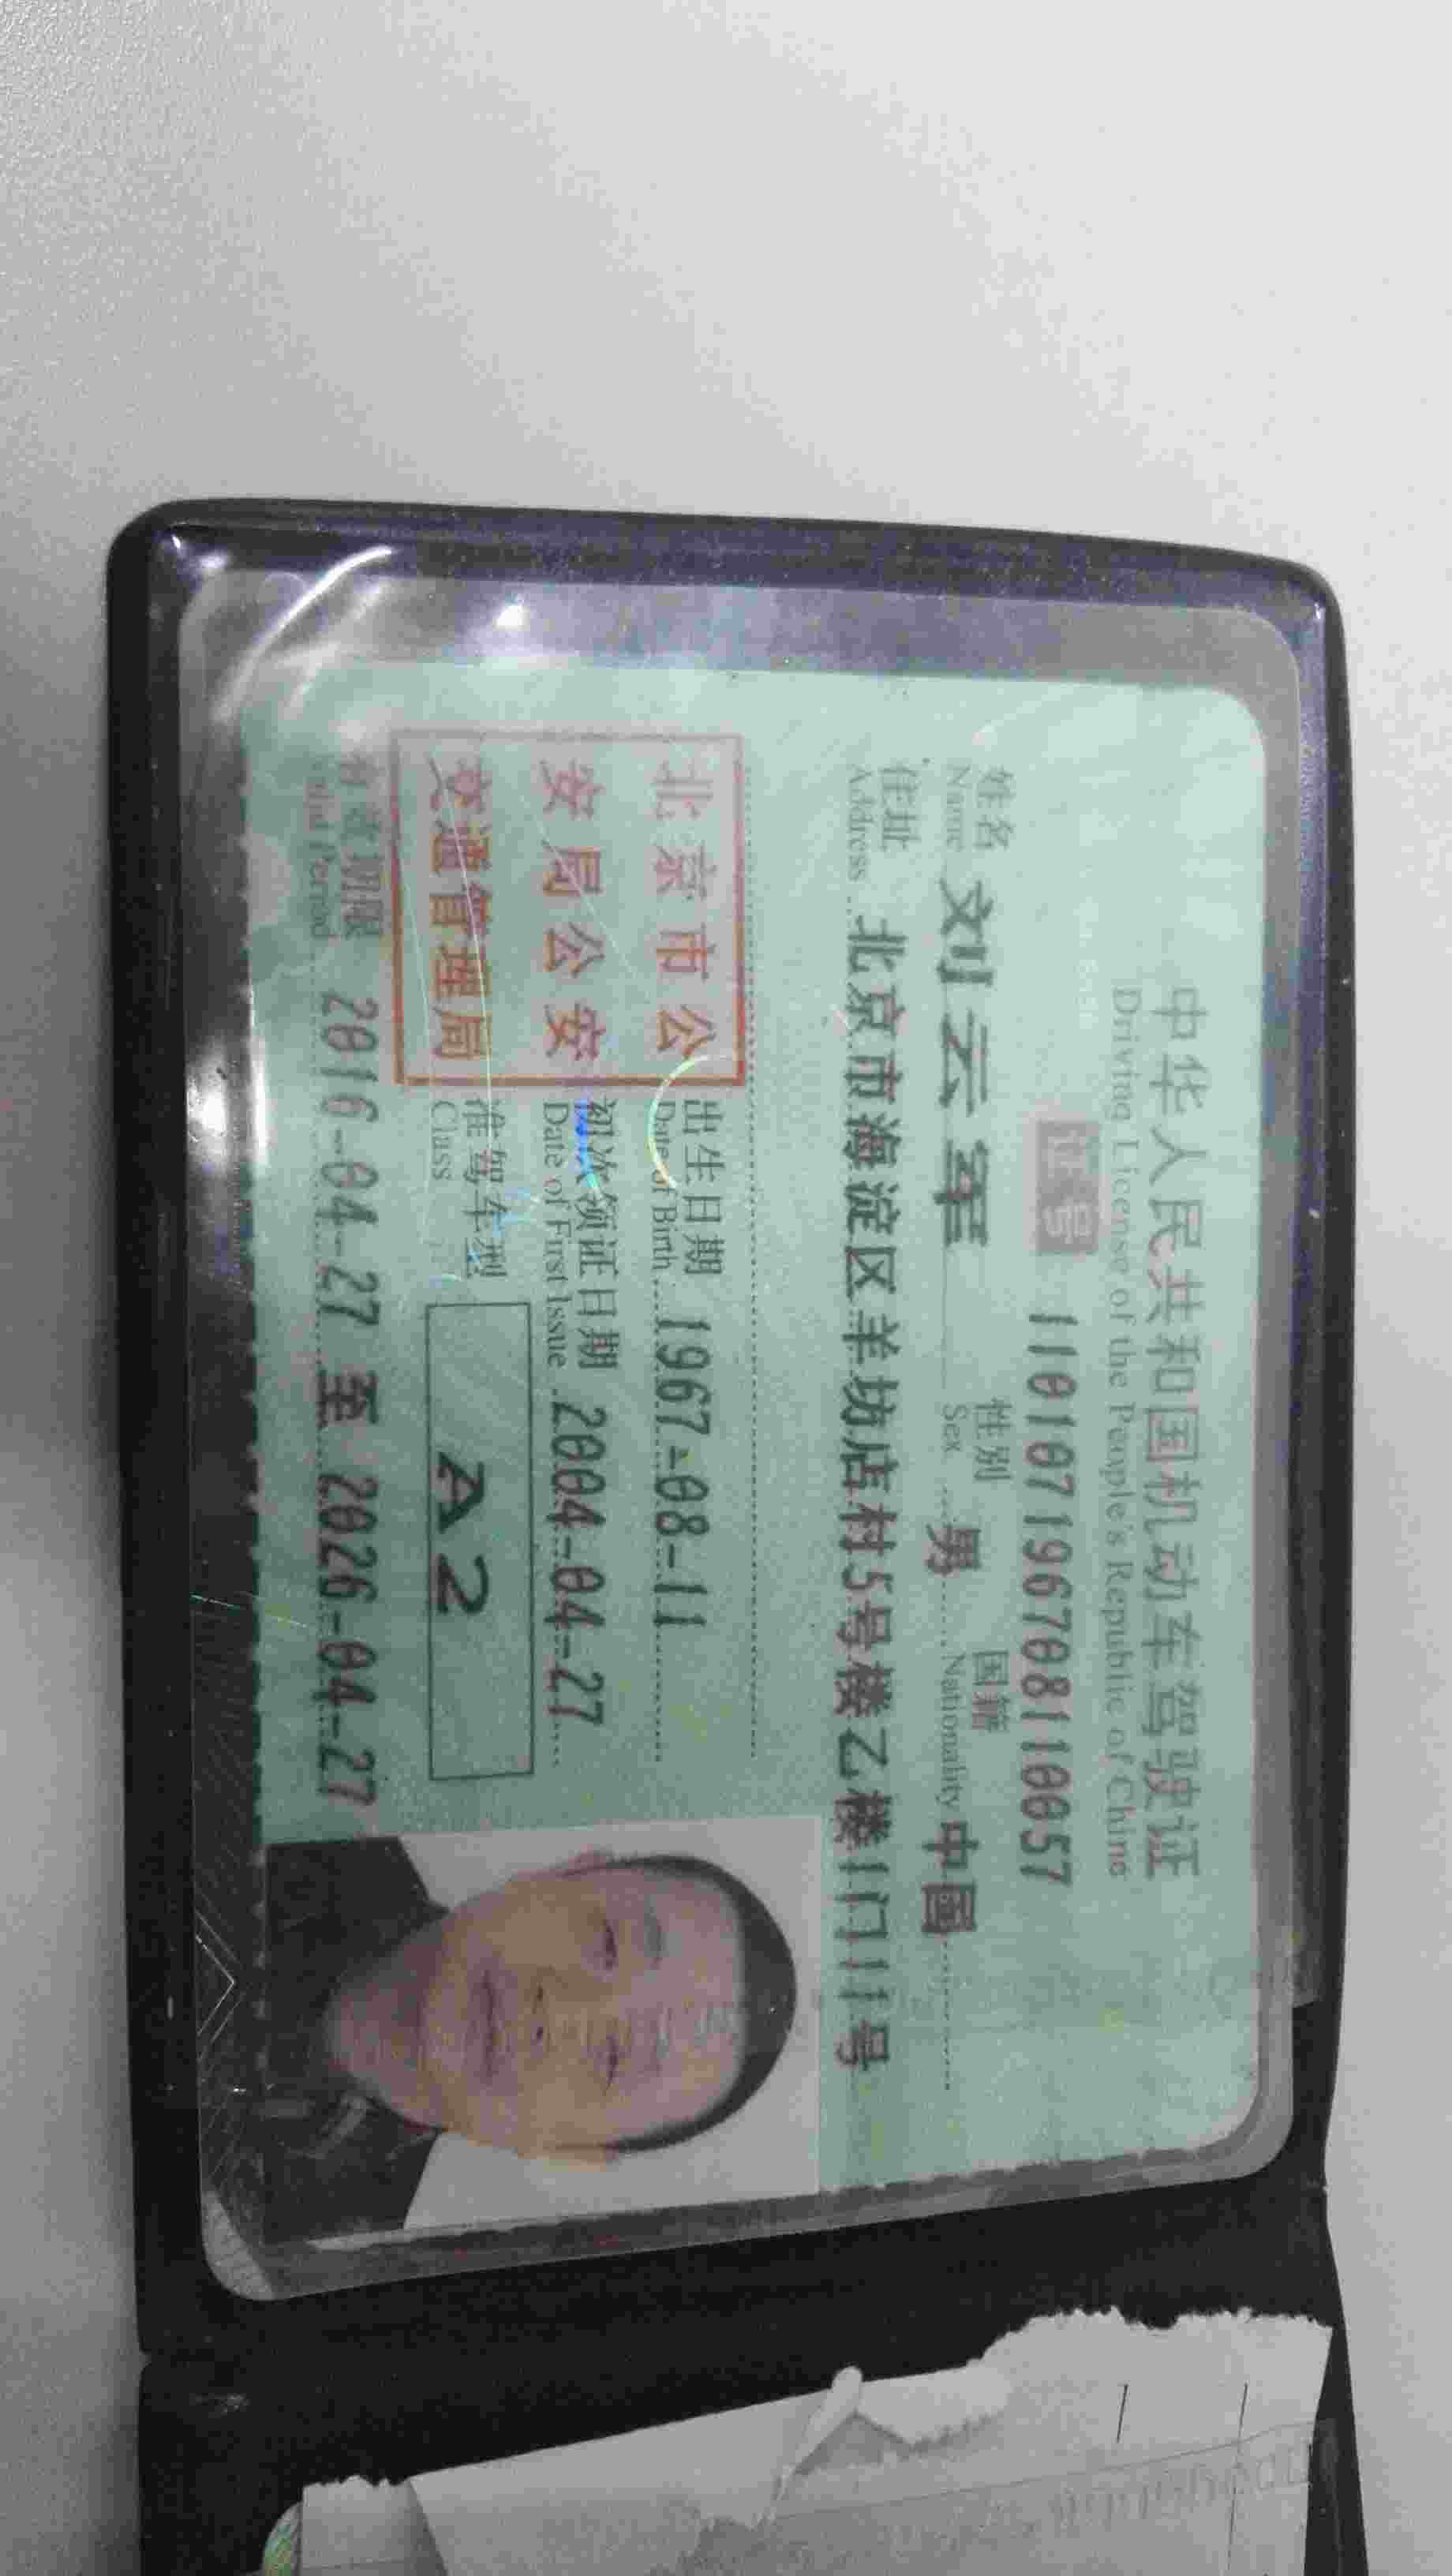 中华人民共和国机动车驾驶证
Driving License of the People's Republic of China
证号 110107196708110057
姓名 刘云军 性别 男 国籍 中国
Name Sex Nationality
住址 北京市海淀区羊坊店村5号楼乙楼1门11号
Address
北京市公
安局公安
交通管理局
出生日期 1967-08-11
Date of Birth
初次领证日期 2004-04-27
Date of First Issue
准驾车型 A2
Class
有效期限 2016-04-27 至 2026-04-27
Valid Period